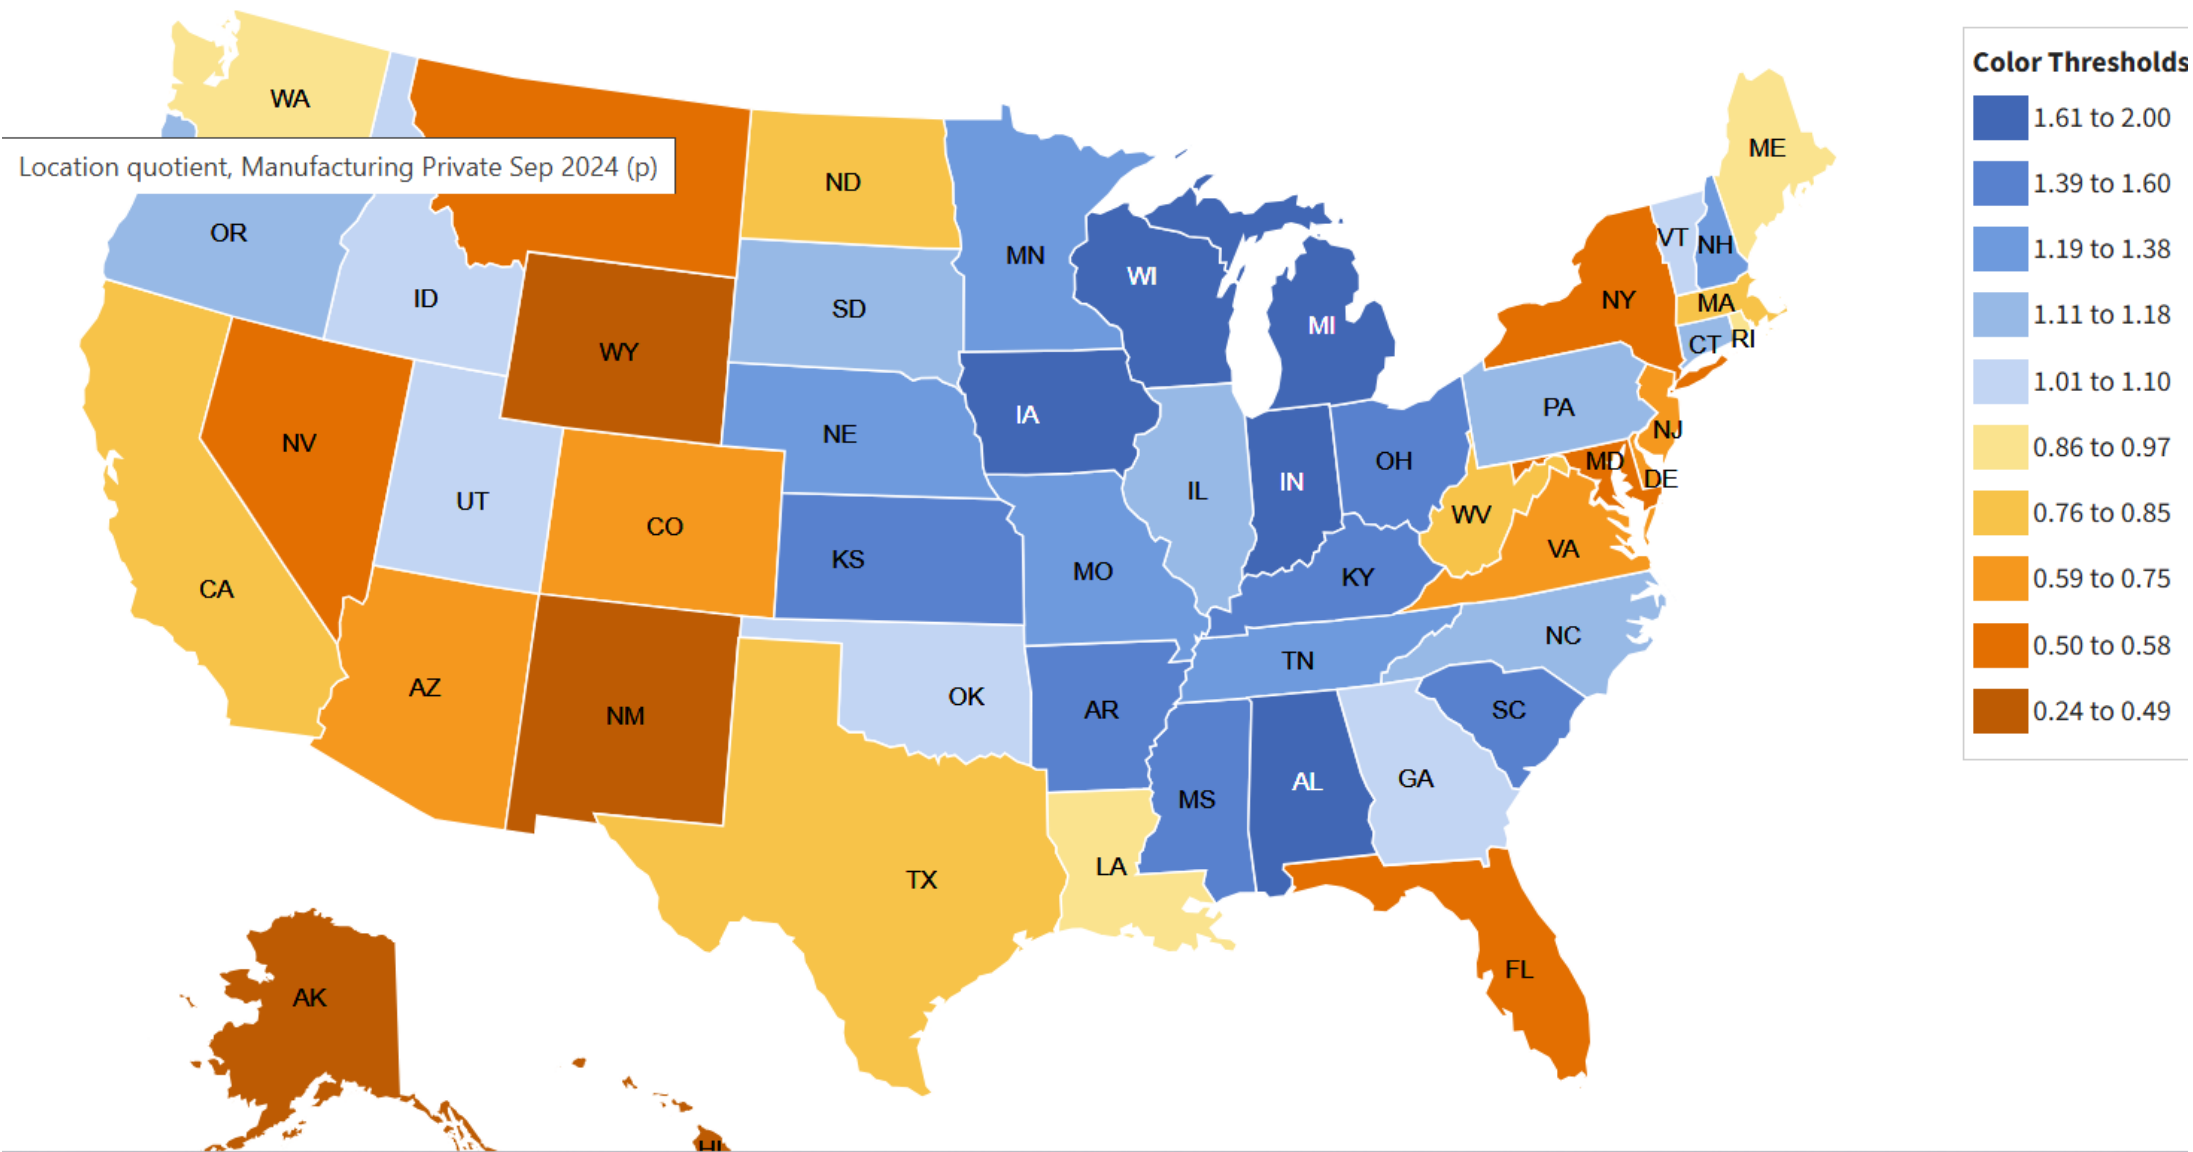 WA
Location quotient, Manufacturing Private Sep 2024 (p)
OR
ID
ND
MN
SD
WI
MI
WY
NV
UT
CO
NE
IA
KS
MO
IL
IN
OH
KY
CA
AZ
NM
OK
TX
AR
LA
MS
AL
TN
GA
SC
NC
FL
VA
WV
PA
NY
VT
NH
ME
MA
CT
RI
NJ
MD
DE
AK
HI
Color Thresholds
1.61 to 2.00
1.39 to 1.60
1.19 to 1.38
1.11 to 1.18
1.01 to 1.10
0.86 to 0.97
0.76 to 0.85
0.59 to 0.75
0.50 to 0.58
0.24 to 0.49